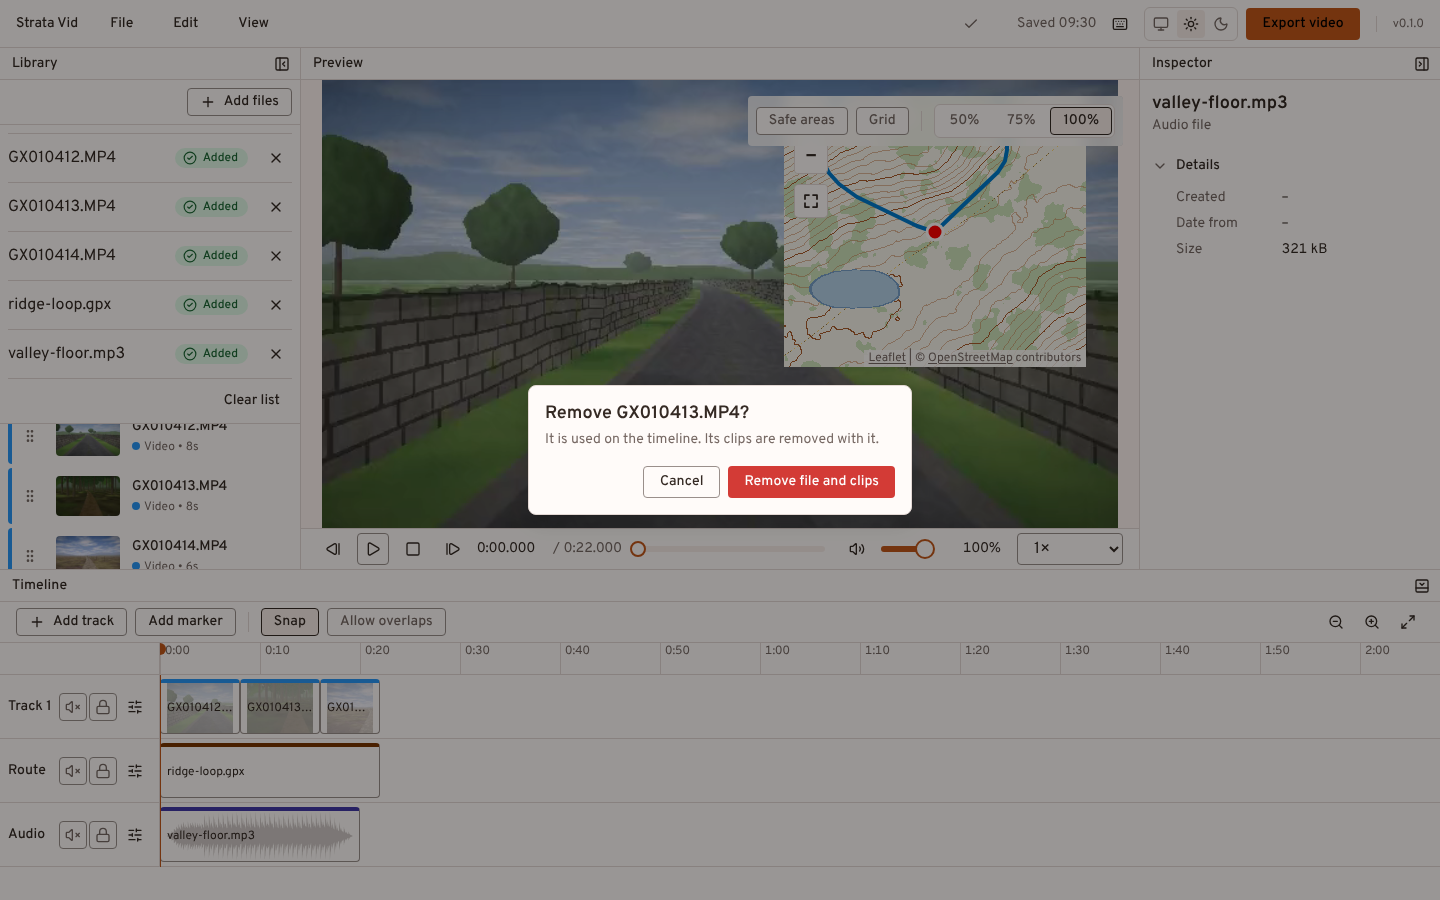 Strata Vid File Edit View Saved 09:30 Export video v0.1.0
Library Preview Inspector
Add files
Safe areas Grid 50% 75% 100%
valley-floor.mp3
Audio file
Details
Created –
Date from –
Size 321 kB
GX010412.MP4 Added
GX010413.MP4 Added
GX010414.MP4 Added
ridge-loop.gpx Added
valley-floor.mp3 Added
Clear list
GX010412.MP4
Video • 8s
GX010413.MP4
Video • 8s
GX010414.MP4
Video • 6s
Leaflet | © OpenStreetMap contributors
Remove GX010413.MP4?
It is used on the timeline. Its clips are removed with it.
Cancel Remove file and clips
0:00.000 / 0:22.000 100% 1×
Timeline
Add track Add marker Snap Allow overlaps
0:00 0:10 0:20 0:30 0:40 0:50 1:00 1:10 1:20 1:30 1:40 1:50 2:00
Track 1 GX010412… GX010413… GX01…
Route ridge-loop.gpx
Audio valley-floor.mp3